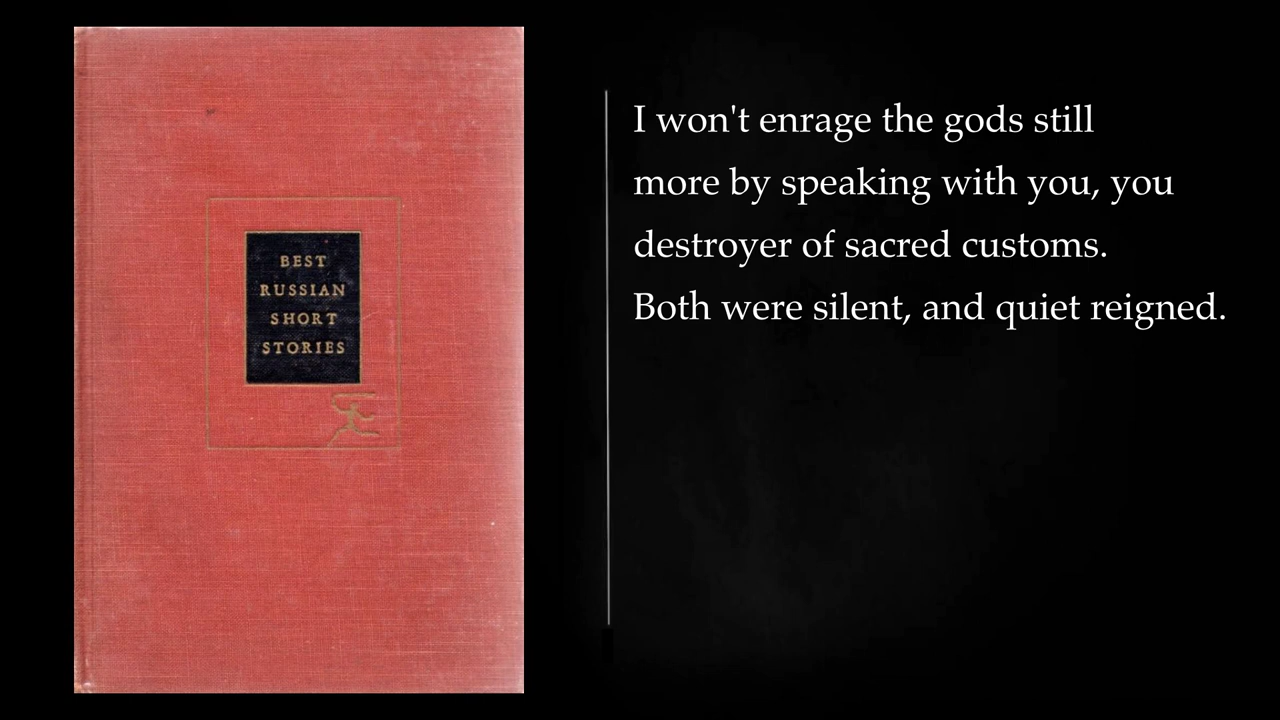 BEST
RUSSIAN
SHORT
STORIES
I won't enrage the gods still
more by speaking with you, you
destroyer of sacred customs.
Both were silent, and quiet reigned.